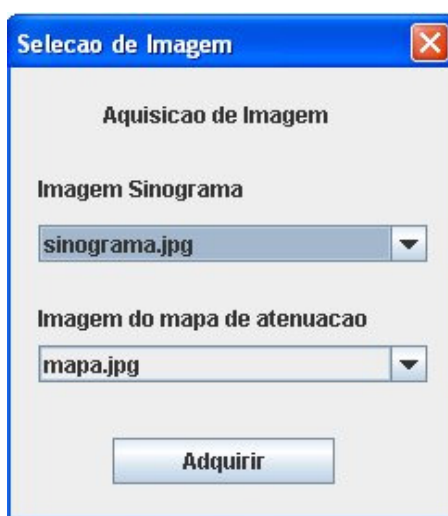 Selecao de Imagem
Aquisicao de Imagem
Imagem Sinograma
sinograma.jpg
Imagem do mapa de atenuacao
mapa.jpg
Adquirir